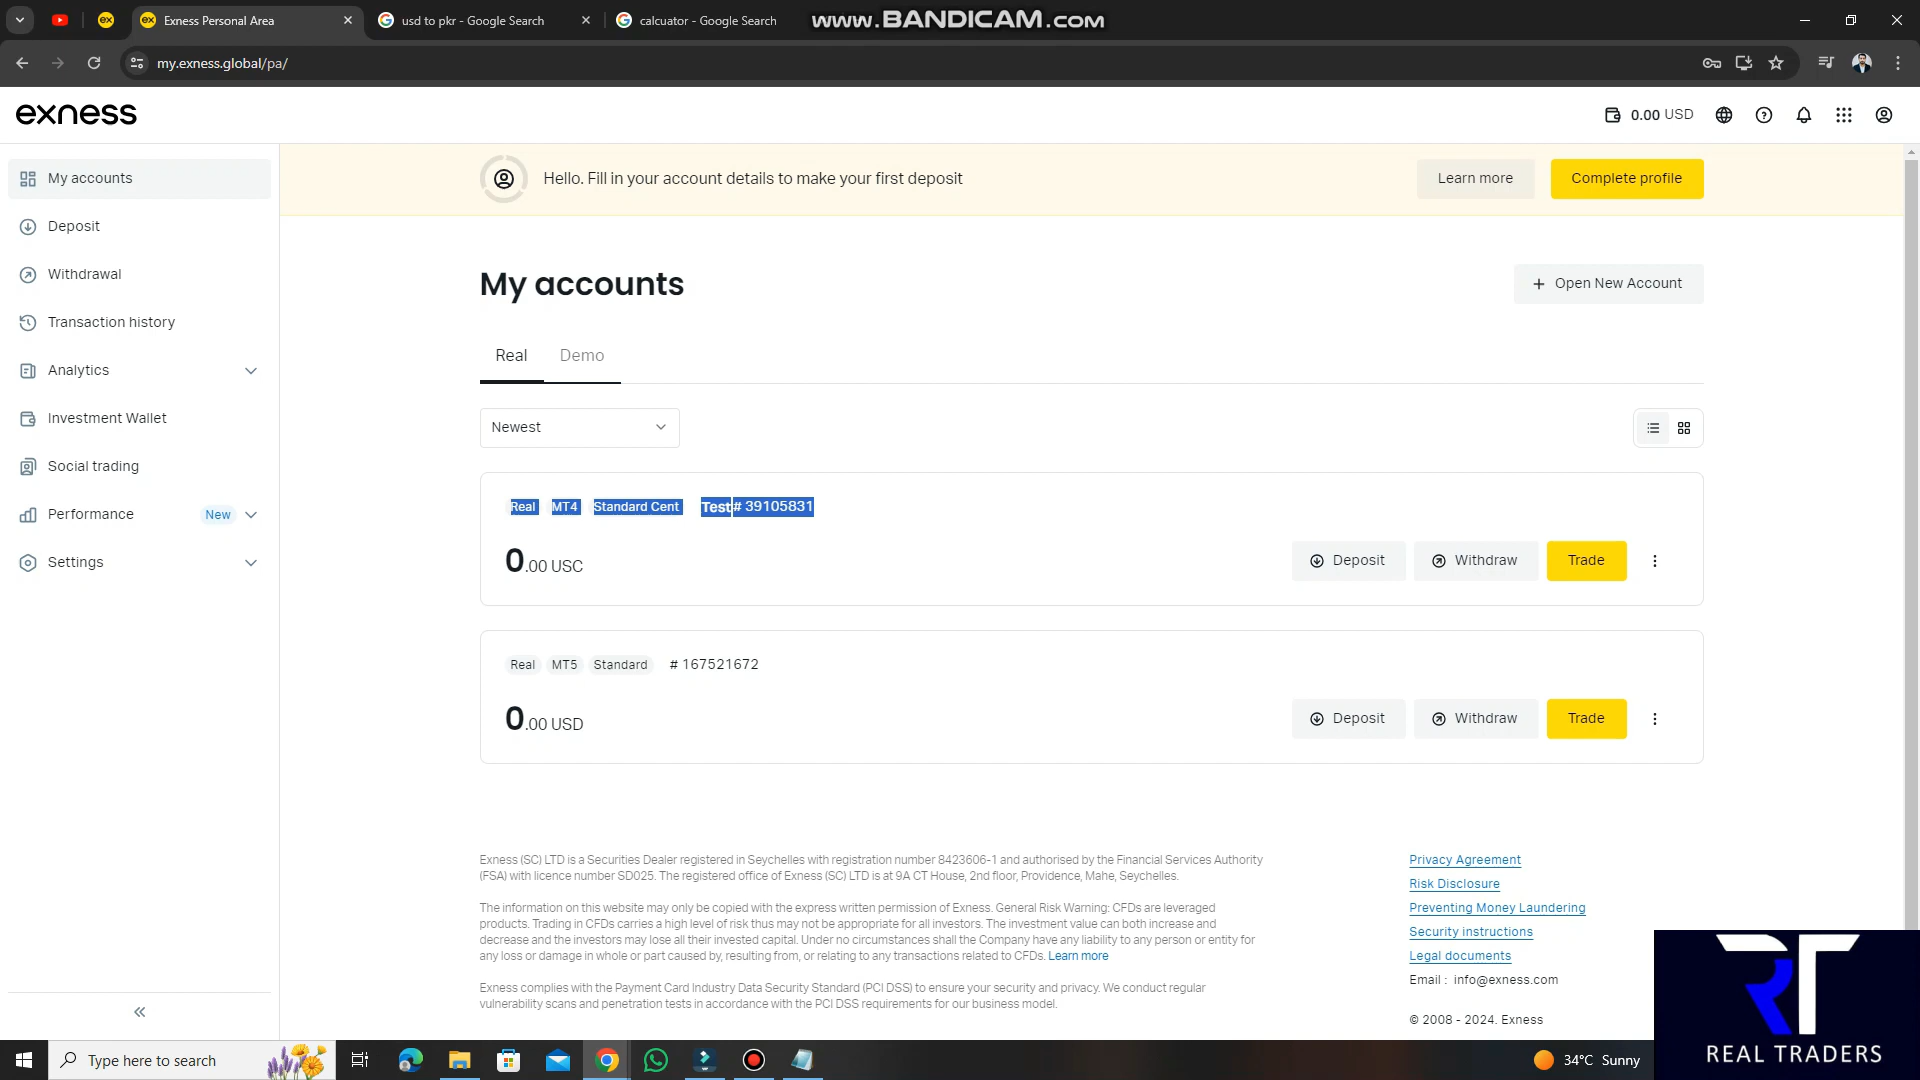 Exness Personal Area
usd to pkr - Google Search
calcuator - Google Search
www.BANDICAM.com
my.exness.global/pa/
exness
0.00 USD
My accounts
Deposit
Withdrawal
Transaction history
Analytics
Investment Wallet
Social trading
Performance New
Settings
Hello. Fill in your account details to make your first deposit
Learn more
Complete profile
My accounts
+ Open New Account
Real Demo
Newest
Real MT4 Standard Cent Test # 39105831
0.00 USC
Deposit Withdraw Trade
Real MT5 Standard # 167521672
0.00 USD
Deposit Withdraw Trade
Exness (SC) LTD is a Securities Dealer registered in Seychelles with registration number 8423606-1 and authorised by the Financial Services Authority
(FSA) with licence number SD025. The registered office of Exness (SC) LTD is at 9A CT House, 2nd floor, Providence, Mahe, Seychelles.
The information on this website may only be copied with the express written permission of Exness. General Risk Warning: CFDs are leveraged
products. Trading in CFDs carries a high level of risk thus may not be appropriate for all investors. The investment value can both increase and
decrease and the investors may lose all their invested capital. Under no circumstances shall the Company have any liability to any person or entity for
any loss or damage in whole or part caused by, resulting from, or relating to any transactions related to CFDs. Learn more
Exness complies with the Payment Card Industry Data Security Standard (PCI DSS) to ensure your security and privacy. We conduct regular
vulnerability scans and penetration tests in accordance with the PCI DSS requirements for our business model.
Privacy Agreement
Risk Disclosure
Preventing Money Laundering
Security instructions
Legal documents
Email : info@exness.com
© 2008 - 2024. Exness
RT
REAL TRADERS
Type here to search
34°C Sunny